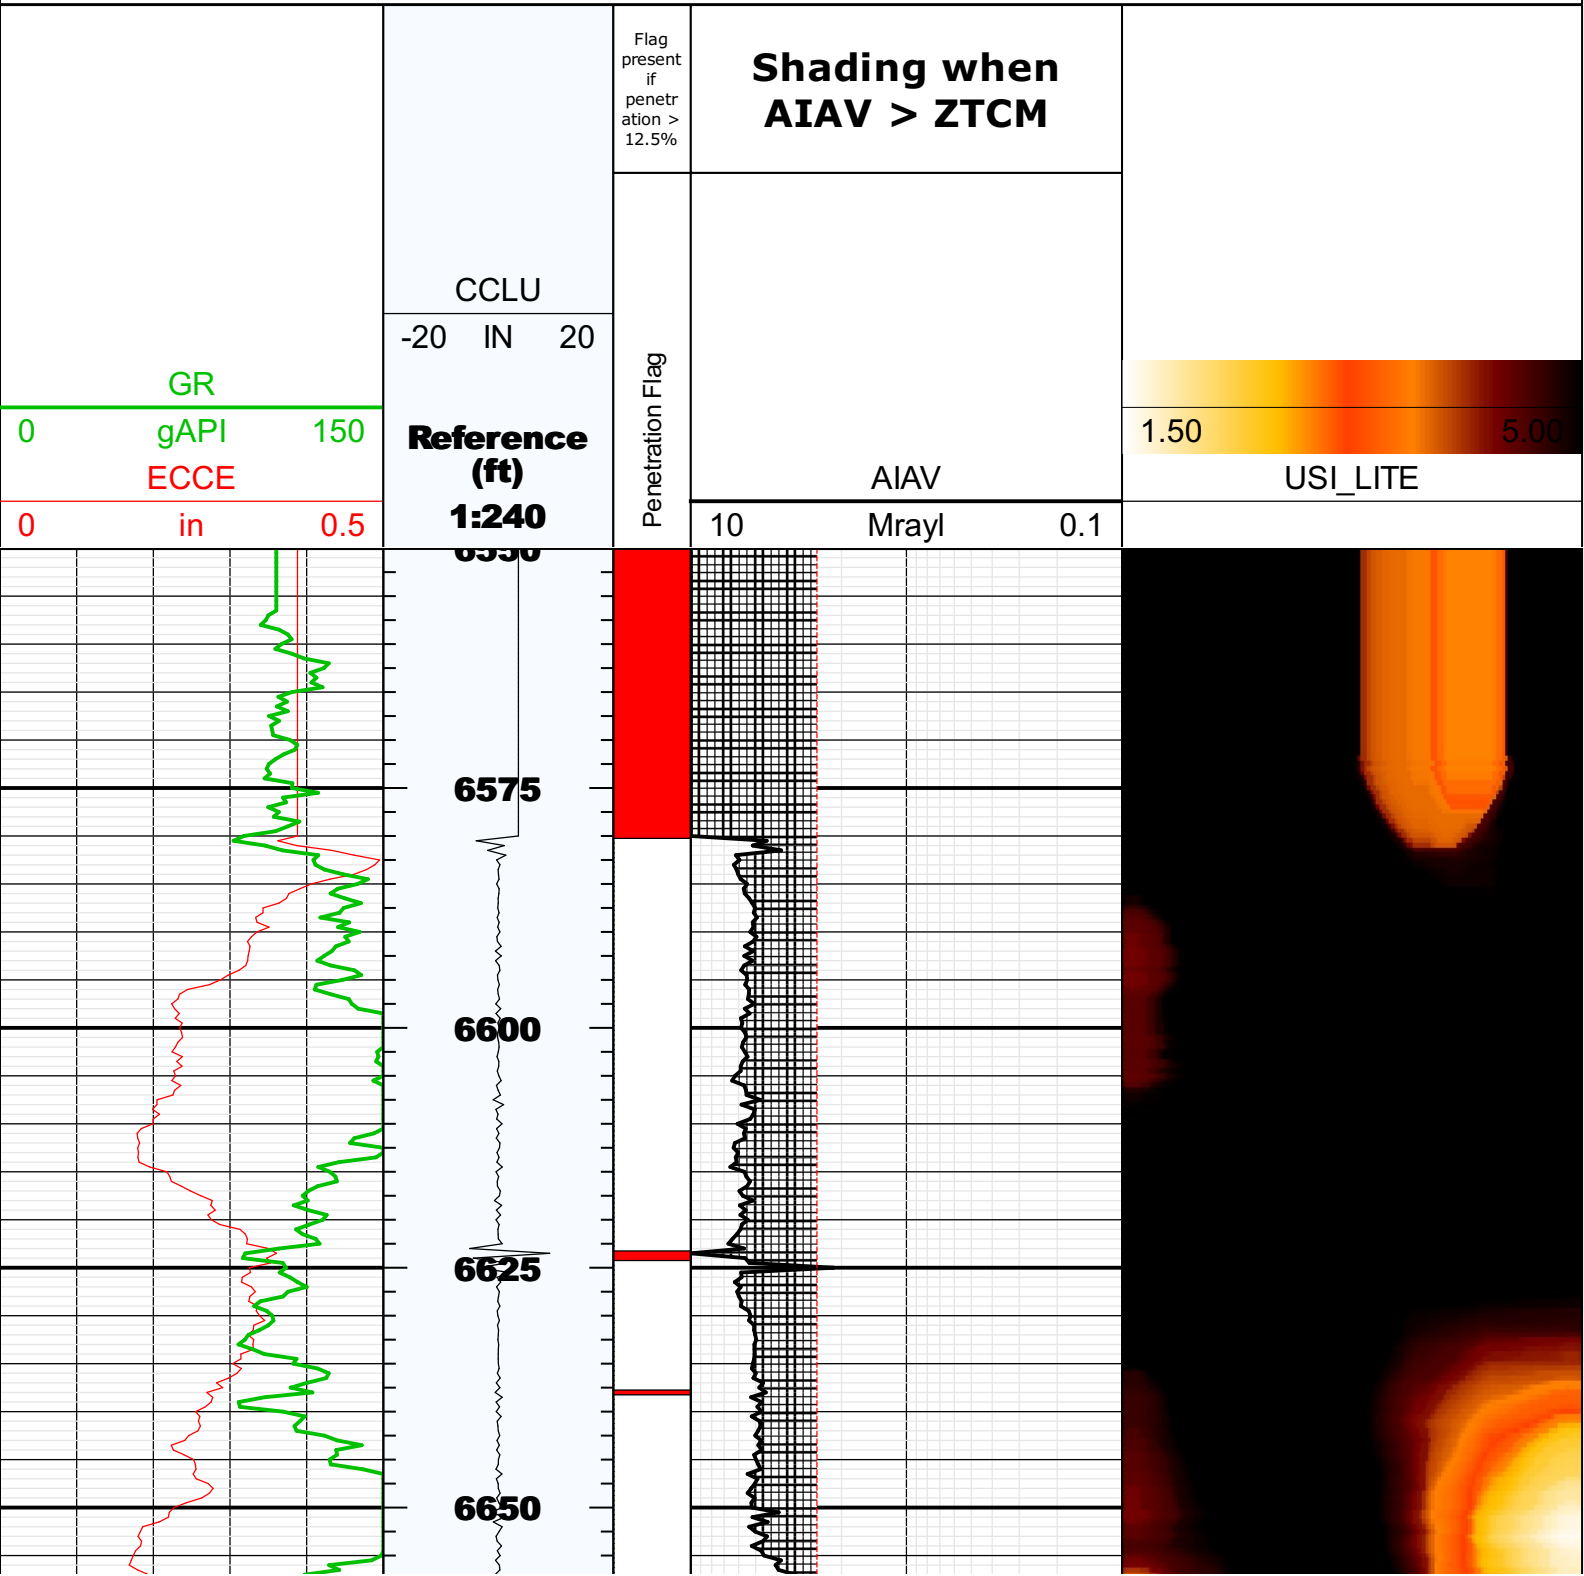 Flag
present
if
penetr
ation >
12.5%
Shading when
AIAV > ZTCM
CCLU
-20 IN 20
GR
0 gAPI 150
ECCE
0 in 0.5
Reference
(ft)
1:240
Penetration Flag
AIAV
10 Mrayl 0.1
1.50 5.00
USI_LITE
6550
6575
6600
6625
6650